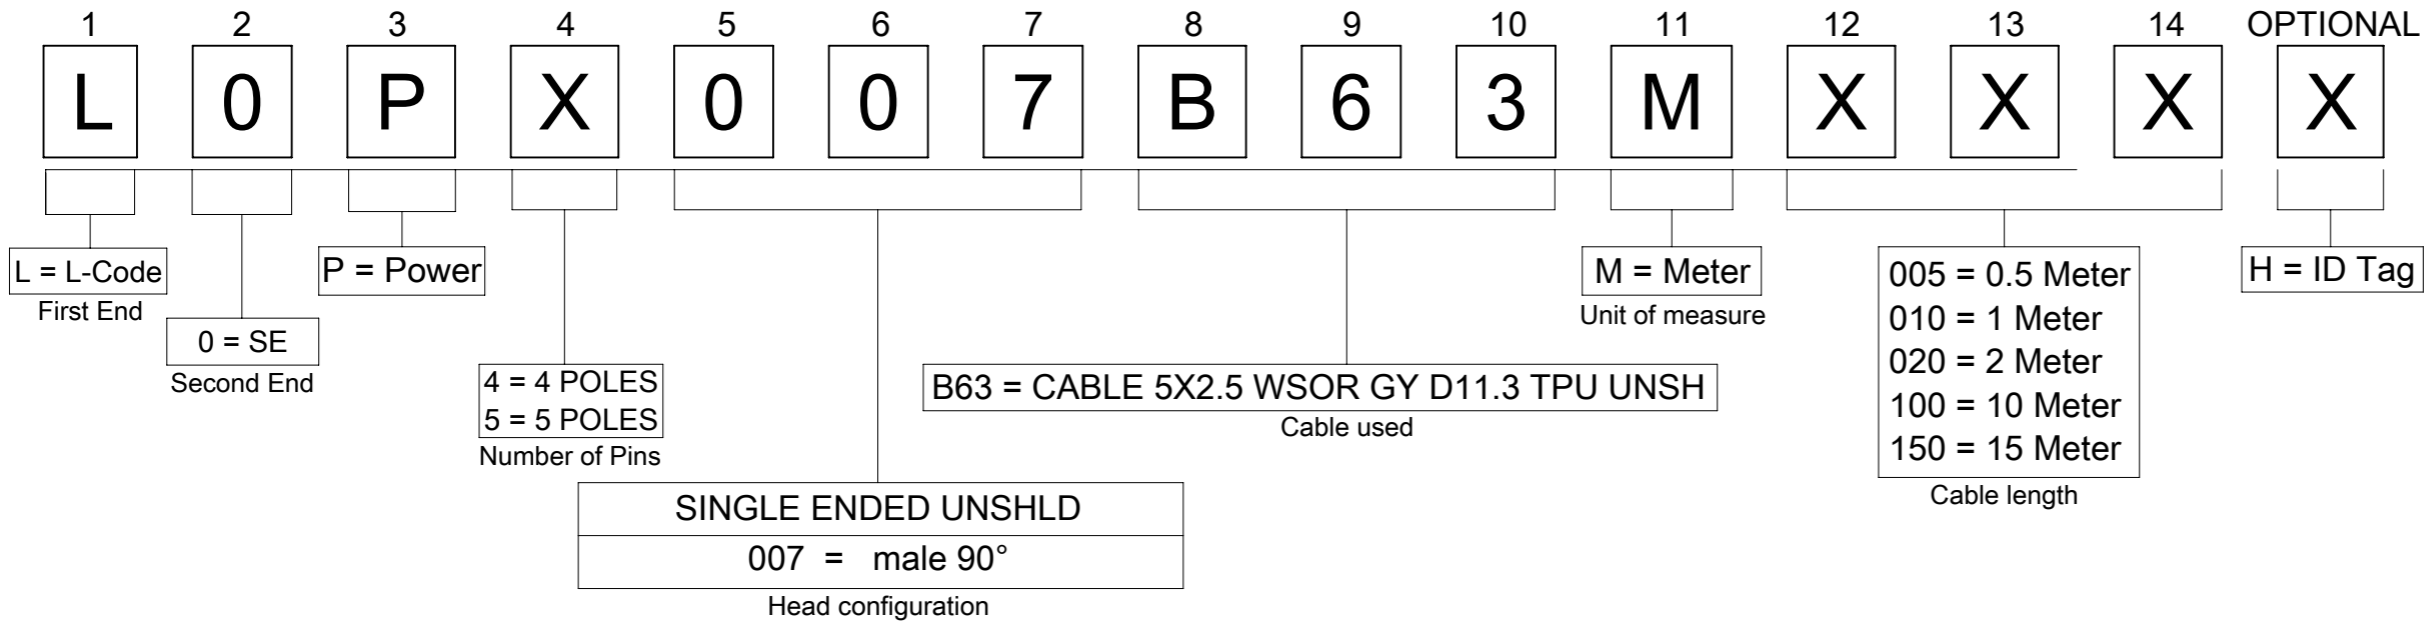 1 2 3 4 5 6 7 8 9 10 11 12 13 14 OPTIONAL
L 0 P X 0 0 7 B 6 3 M X X X X
L = L-Code
First End
0 = SE
Second End
P = Power
4 = 4 POLES
5 = 5 POLES
Number of Pins
SINGLE ENDED UNSHLD
007 = male 90°
Head configuration
B63 = CABLE 5X2.5 WSOR GY D11.3 TPU UNSH
Cable used
M = Meter
Unit of measure
005 = 0.5 Meter
010 = 1 Meter
020 = 2 Meter
100 = 10 Meter
150 = 15 Meter
Cable length
H = ID Tag